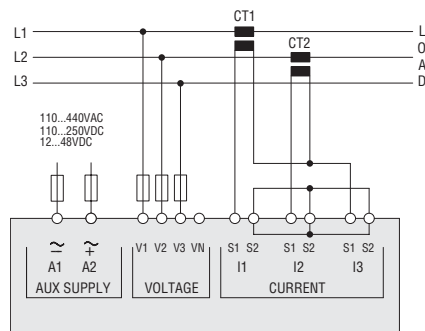 CT1
L1
L
CT2
L2
O
A
L3
D
110...440VAC
110...250DC
12...48VDC
V1 V2 V3 VN
S1 S2 S1 S2 S1 S2
A1 A2
I1 I2 I3
AUX SUPPLY VOLTAGE CURRENT